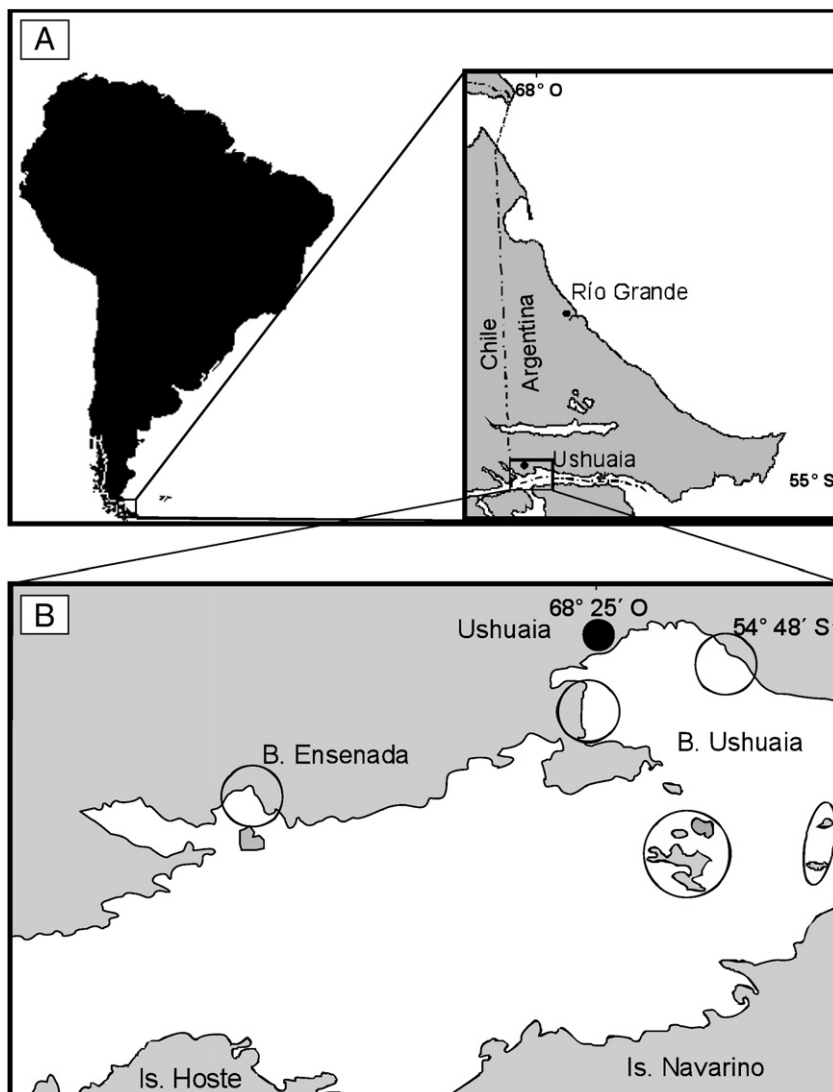 A
68° O
Río Grande
Chile
Argentina
Ushuaia
55° S
B
68° 25′ O
Ushuaia
54° 48′ S
B. Ushuaia
B. Ensenada
Is. Hoste
Is. Navarino